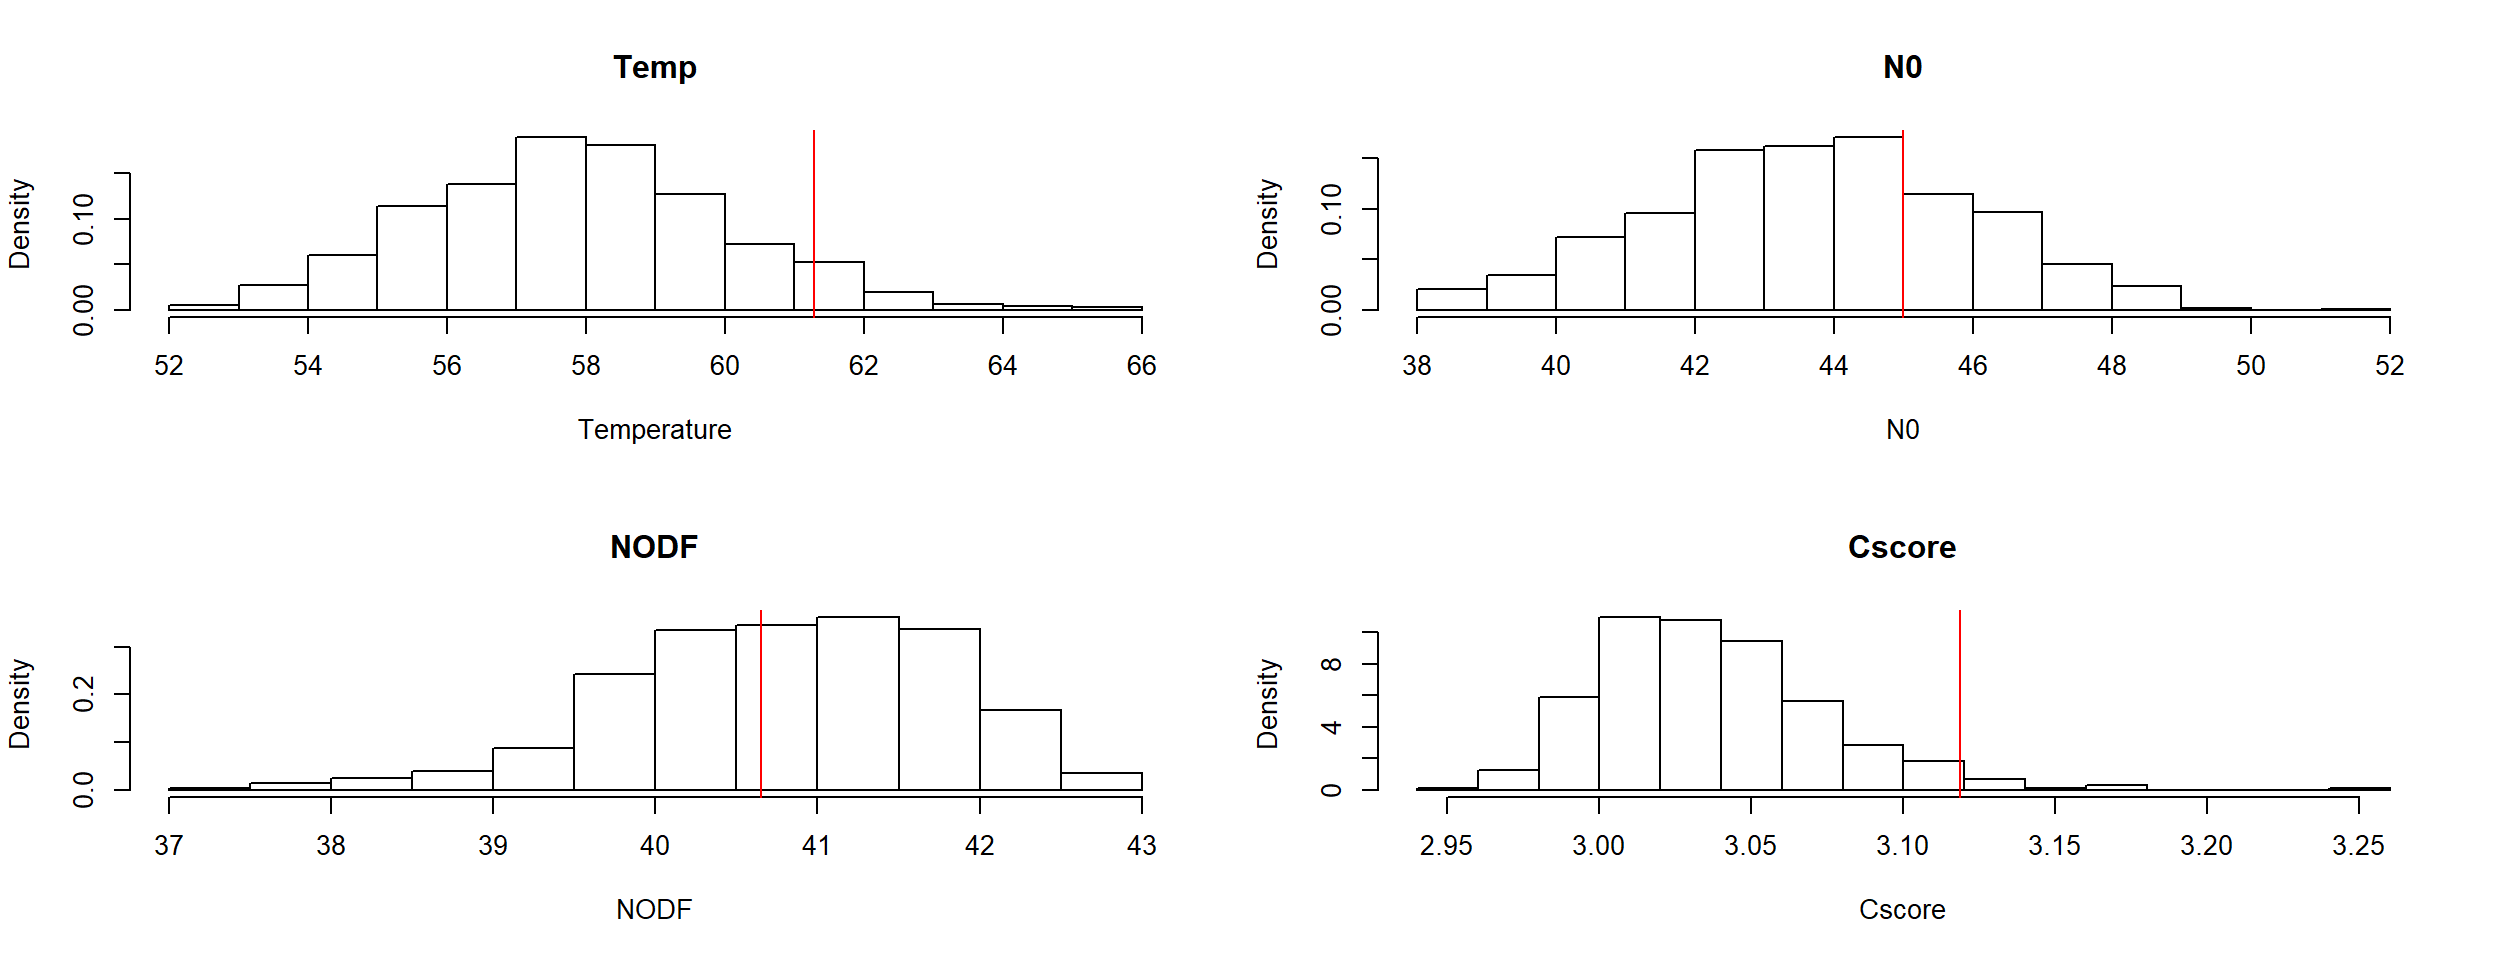 Temp
Density
0.00 0.10
52 54 56 58 60 62 64 66
Temperature
N0
Density
0.00 0.10
38 40 42 44 46 48 50 52
N0
NODF
Density
0.0 0.2
37 38 39 40 41 42 43
NODF
Cscore
Density
0 4 8
2.95 3.00 3.05 3.10 3.15 3.20 3.25
Cscore